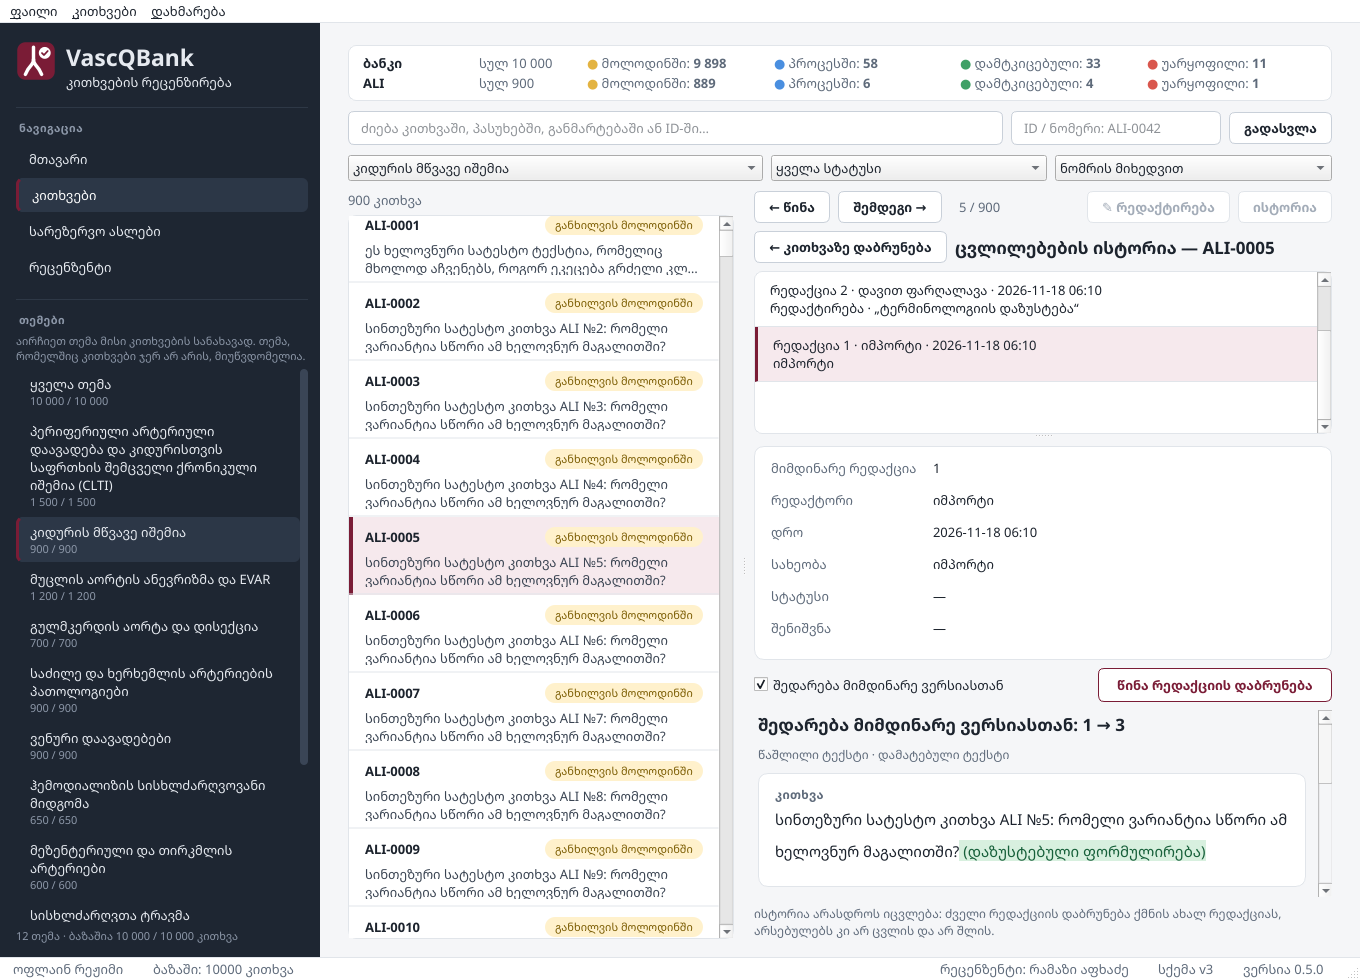 ფაილი კითხვები დახმარება
VascQBank
კითხვების რეცენზირება
ნავიგაცია
მთავარი
კითხვები
სარეზერვო ასლები
რეცენზენტი
თემები
აირჩიეთ თემა მისი კითხვების სანახავად. თემა,
რომელშიც კითხვები ჯერ არ არის, მიუწვდომელია.
ყველა თემა
10 000 / 10 000
პერიფერიული არტერიული
დაავადება და კიდურისთვის
საფრთხის შემცველი ქრონიკული
იშემია (CLTI)
1 500 / 1 500
კიდურის მწვავე იშემია
900 / 900
მუცლის აორტის ანევრიზმა და EVAR
1 200 / 1 200
გულმკერდის აორტა და დისექცია
700 / 700
საძილე და ხერხემლის არტერიების
პათოლოგიები
900 / 900
ვენური დაავადებები
900 / 900
ჰემოდიალიზის სისხლძარღვოვანი
მიდგომა
650 / 650
მეზენტერიული და თირკმლის
არტერიები
600 / 600
სისხლძარღვთა ტრავმა
12 თემა · ბაზაშია 10 000 / 10 000 კითხვა
ბანკი სულ 10 000 მოლოდინში: 9 898 პროცესში: 58 დამტკიცებული: 33 უარყოფილი: 11
ALI სულ 900 მოლოდინში: 889 პროცესში: 6 დამტკიცებული: 4 უარყოფილი: 1
ძიება კითხვაში, პასუხებში, განმარტებაში ან ID-ში… ID / ნომერი: ALI-0042 გადასვლა
კიდურის მწვავე იშემია ყველა სტატუსი ნომრის მიხედვით
900 კითხვა
ALI-0001 განხილვის მოლოდინში
ეს ხელოვნური სატესტო ტექსტია, რომელიც
მხოლოდ აჩვენებს, როგორ იკეცება გრძელი კლ…
ALI-0002 განხილვის მოლოდინში
სინთეზური სატესტო კითხვა ALI №2: რომელი
ვარიანტია სწორი ამ ხელოვნურ მაგალითში?
ALI-0003 განხილვის მოლოდინში
სინთეზური სატესტო კითხვა ALI №3: რომელი
ვარიანტია სწორი ამ ხელოვნურ მაგალითში?
ALI-0004 განხილვის მოლოდინში
სინთეზური სატესტო კითხვა ALI №4: რომელი
ვარიანტია სწორი ამ ხელოვნურ მაგალითში?
ALI-0005 განხილვის მოლოდინში
სინთეზური სატესტო კითხვა ALI №5: რომელი
ვარიანტია სწორი ამ ხელოვნურ მაგალითში?
ALI-0006 განხილვის მოლოდინში
სინთეზური სატესტო კითხვა ALI №6: რომელი
ვარიანტია სწორი ამ ხელოვნურ მაგალითში?
ALI-0007 განხილვის მოლოდინში
სინთეზური სატესტო კითხვა ALI №7: რომელი
ვარიანტია სწორი ამ ხელოვნურ მაგალითში?
ALI-0008 განხილვის მოლოდინში
სინთეზური სატესტო კითხვა ALI №8: რომელი
ვარიანტია სწორი ამ ხელოვნურ მაგალითში?
ALI-0009 განხილვის მოლოდინში
სინთეზური სატესტო კითხვა ALI №9: რომელი
ვარიანტია სწორი ამ ხელოვნურ მაგალითში?
ALI-0010 განხილვის მოლოდინში
← წინა შემდეგი → 5 / 900 ✎ რედაქტირება ისტორია
← კითხვაზე დაბრუნება ცვლილებების ისტორია — ALI-0005
რედაქცია 2 · დავით ფარღალავა · 2026-11-18 06:10
რედაქტირება · „ტერმინოლოგიის დაზუსტება“
რედაქცია 1 · იმპორტი · 2026-11-18 06:10
იმპორტი
მიმდინარე რედაქცია 1
რედაქტორი იმპორტი
დრო 2026-11-18 06:10
სახეობა იმპორტი
სტატუსი —
შენიშვნა —
შედარება მიმდინარე ვერსიასთან წინა რედაქციის დაბრუნება
შედარება მიმდინარე ვერსიასთან: 1 → 3
წაშლილი ტექსტი · დამატებული ტექსტი
კითხვა
სინთეზური სატესტო კითხვა ALI №5: რომელი ვარიანტია სწორი ამ
ხელოვნურ მაგალითში? (დაზუსტებული ფორმულირება)
ისტორია არასდროს იცვლება: ძველი რედაქციის დაბრუნება ქმნის ახალ რედაქციას,
არსებულებს კი არ ცვლის და არ შლის.
ოფლაინ რეჟიმი ბაზაში: 10000 კითხვა რეცენზენტი: რამაზი აფხაძე სქემა v3 ვერსია 0.5.0